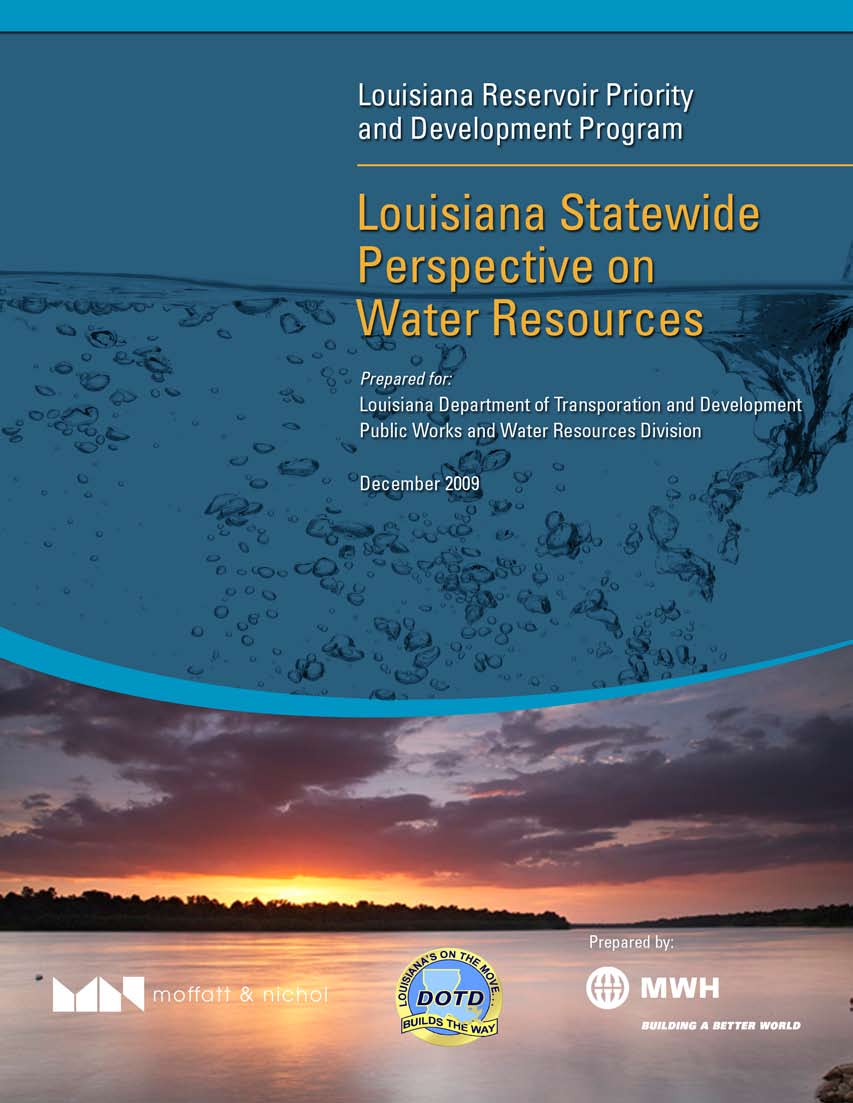 Louisiana Reservoir Priority
and Development Program
Louisiana Statewide
Perspective on
Water Resources
Prepared for:
Louisiana Department of Transporation and Development
Public Works and Water Resources Division
December 2009
Prepared by:
moffatt & nichol
LOUISIANA'S ON THE MOVE...
DOTD
BUILDS THE WAY
MWH
BUILDING A BETTER WORLD